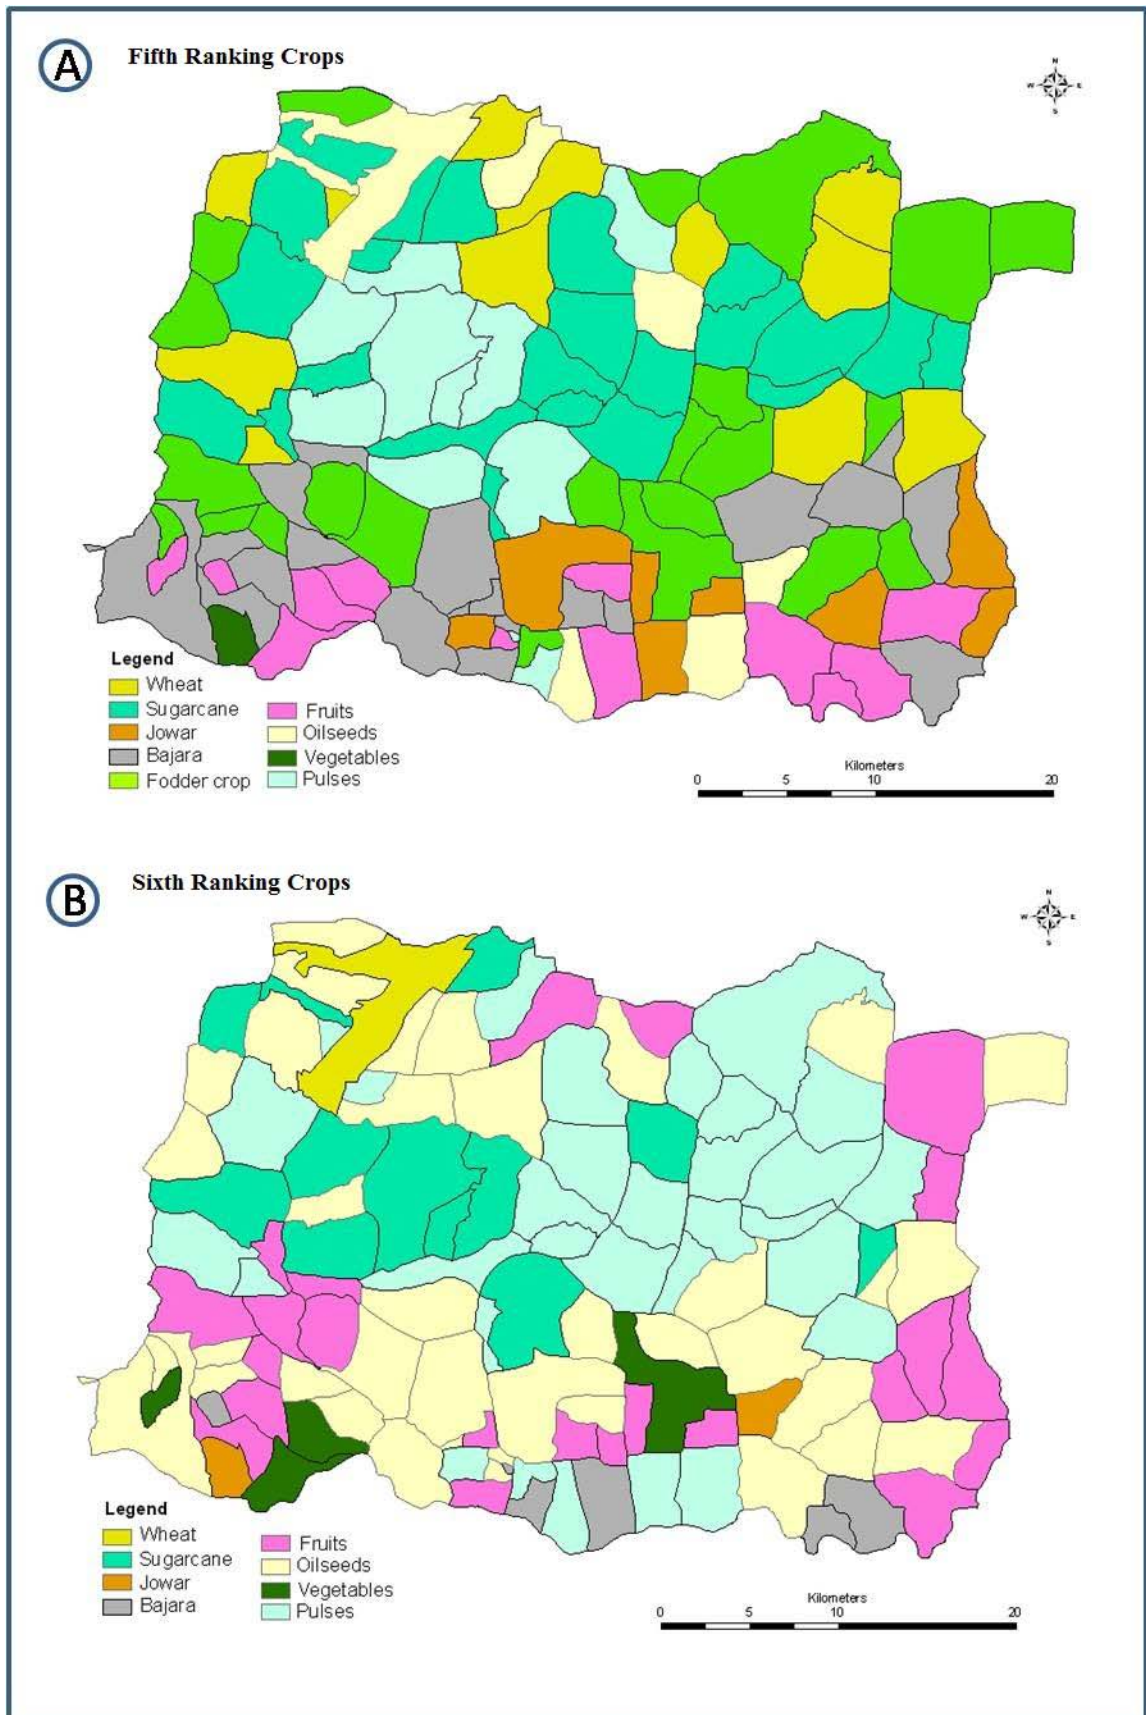 A
Fifth Ranking Crops
N
W E
S
Legend
Wheat
Sugarcane
Jowar
Bajara
Fodder crop
Fruits
Oilseeds
Vegetables
Pulses
Kilometers
0 5 10 20
B
Sixth Ranking Crops
N
W E
S
Legend
Wheat
Sugarcane
Jowar
Bajara
Fruits
Oilseeds
Vegetables
Pulses
Kilometers
0 5 10 20